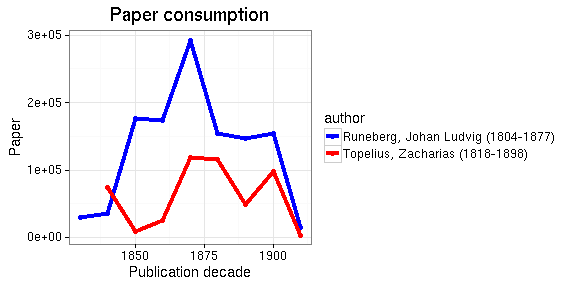 Paper consumption
3e+05
2e+05
1e+05
0e+00
Paper
1850
1875
1900
Publication decade
author
Runeberg, Johan Ludvig (1804-1877)
Topelius, Zacharias (1818-1898)